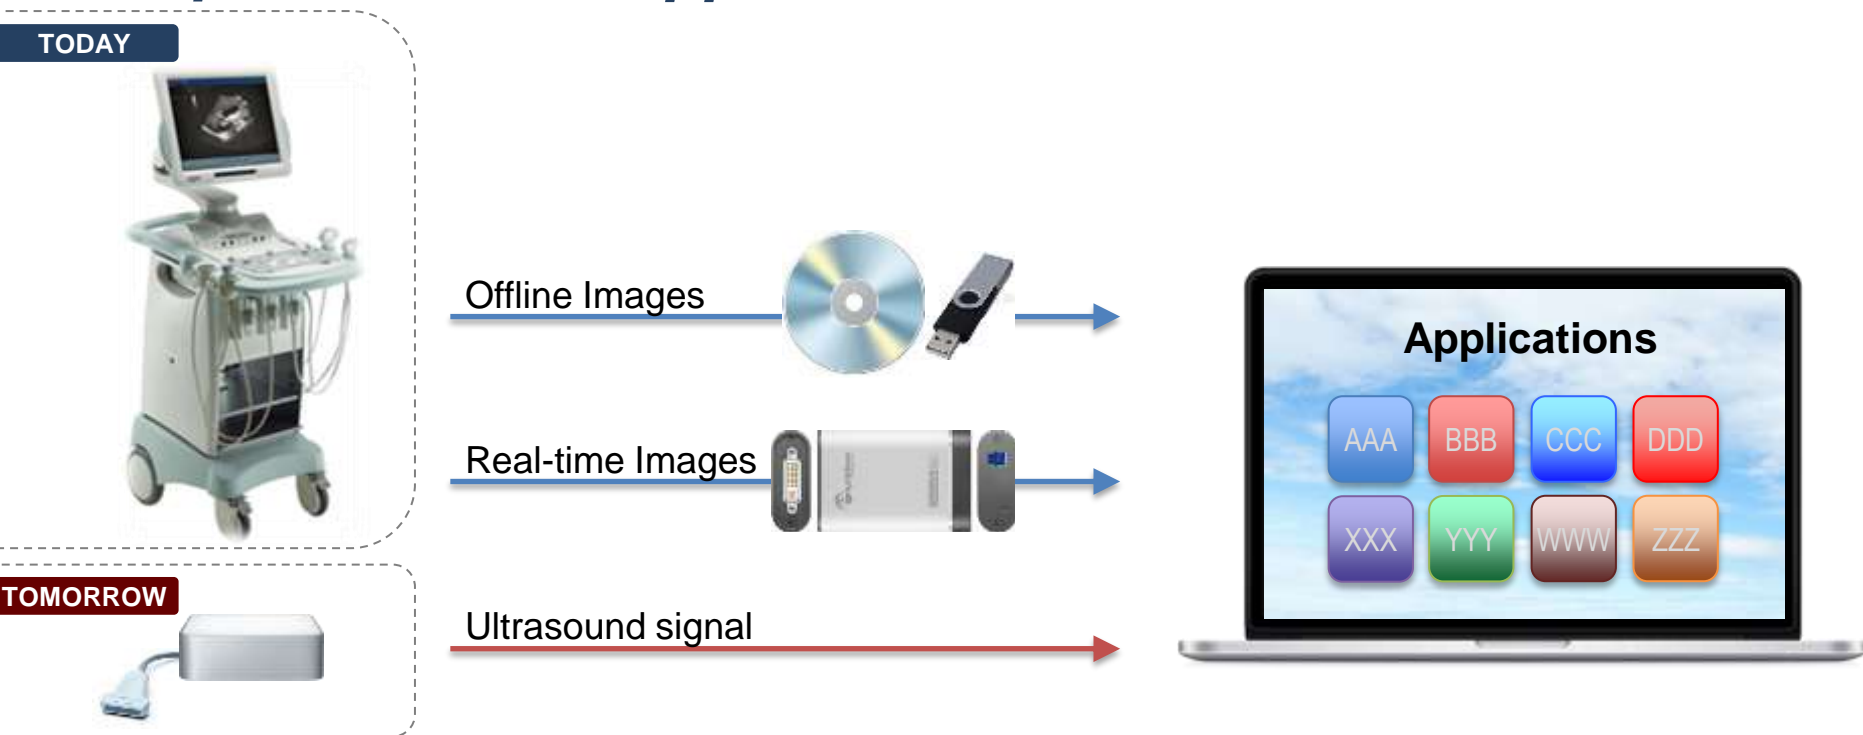 TODAY
Offline Images
Real-time Images
Applications
AAA BBB CCC DDD
XXX YYY WWW ZZZ
TOMORROW
Ultrasound signal